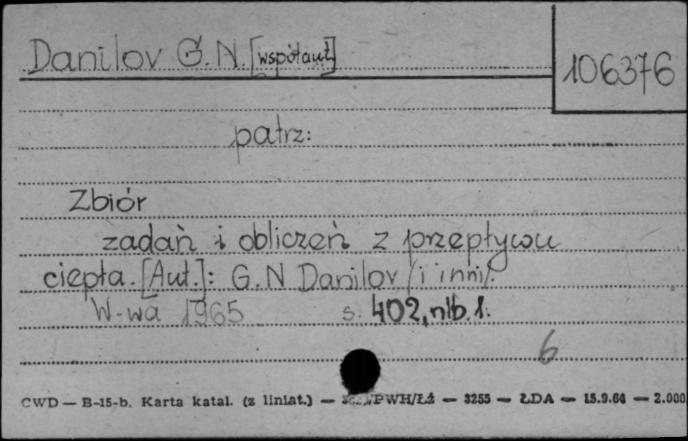 Danilov G.N. [współaut.]
106376
patrz:
Zbiór
zadań i obliczeń z przepływu
ciepła. [Aut.]: G.N Danilov /i inni/.
W-wa 1965 s. 402, nlb. 1.
6
CWD — B-15-b. Karta katal. (z liniat.) — /PWH/Łź — 3255 — ŁDA — 15.9.64 — 2.000